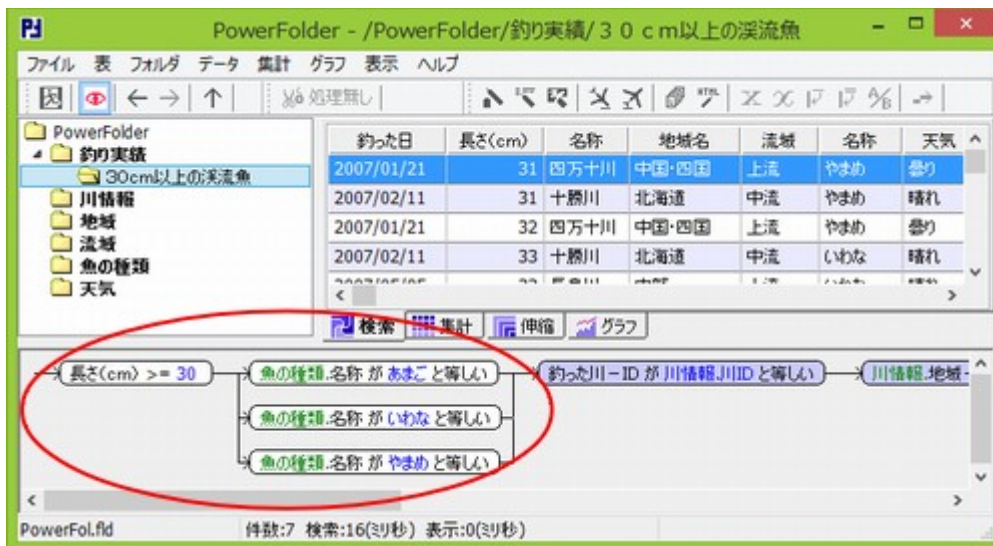 PowerFolder - /PowerFolder/釣り実績/３０ｃｍ以上の渓流魚
ファイル 表 フォルダ データ 集計 グラフ 表示 ヘルプ
処理無し
PowerFolder
釣り実績
30cm以上の渓流魚
川情報
地域
流域
魚の種類
天気
釣った日 長さ(cm) 名称 地域名 流域 名称 天気
2007/01/21 31 四万十川 中国・四国 上流 やまめ 曇り
2007/02/11 31 十勝川 北海道 中流 やまめ 晴れ
2007/01/21 32 四万十川 中国・四国 上流 やまめ 曇り
2007/02/11 33 十勝川 北海道 中流 いわな 晴れ
検索 集計 伸縮 グラフ
長さ(cm) >= 30 魚の種類.名称 が あまご と等しい 釣った川－ID が 川情報.川ID と等しい 川情報.地域
魚の種類.名称 が いわな と等しい
魚の種類.名称 が やまめ と等しい
PowerFol.fld 件数:7 検索:16(ミリ秒) 表示:0(ミリ秒)